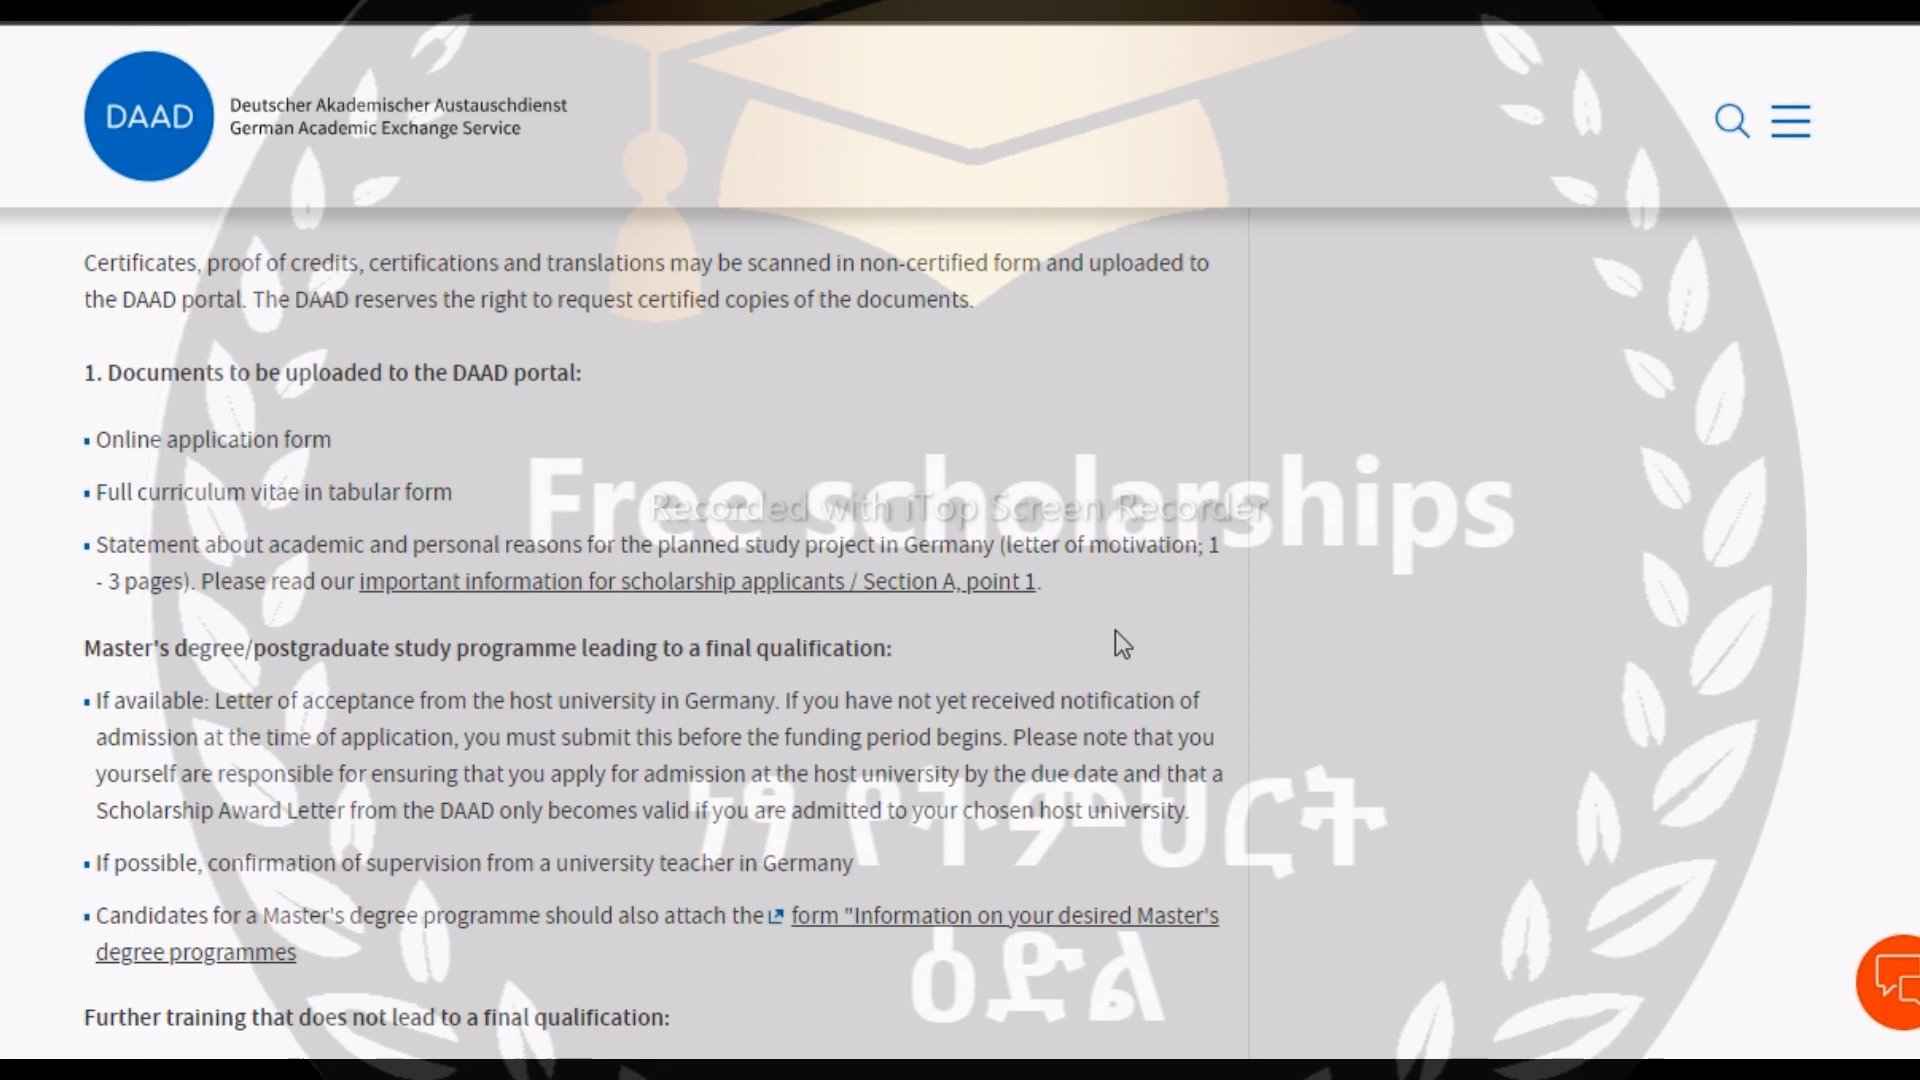 DAAD
Deutscher Akademischer Austauschdienst
German Academic Exchange Service
Certificates, proof of credits, certifications and translations may be scanned in non-certified form and uploaded to
the DAAD portal. The DAAD reserves the right to request certified copies of the documents.
1. Documents to be uploaded to the DAAD portal:
▪ Online application form
▪ Full curriculum vitae in tabular form
Free scholarships
Recorded with iTop Screen Recorder
▪ Statement about academic and personal reasons for the planned study project in Germany (letter of motivation; 1
- 3 pages). Please read our important information for scholarship applicants / Section A, point 1.
Master's degree/postgraduate study programme leading to a final qualification:
▪ If available: Letter of acceptance from the host university in Germany. If you have not yet received notification of
admission at the time of application, you must submit this before the funding period begins. Please note that you
yourself are responsible for ensuring that you apply for admission at the host university by the due date and that a
Scholarship Award Letter from the DAAD only becomes valid if you are admitted to your chosen host university.
ነፃ የትምህርት
▪ If possible, confirmation of supervision from a university teacher in Germany
▪ Candidates for a Master's degree programme should also attach the form "Information on your desired Master's
degree programmes
ዕድል
Further training that does not lead to a final qualification: